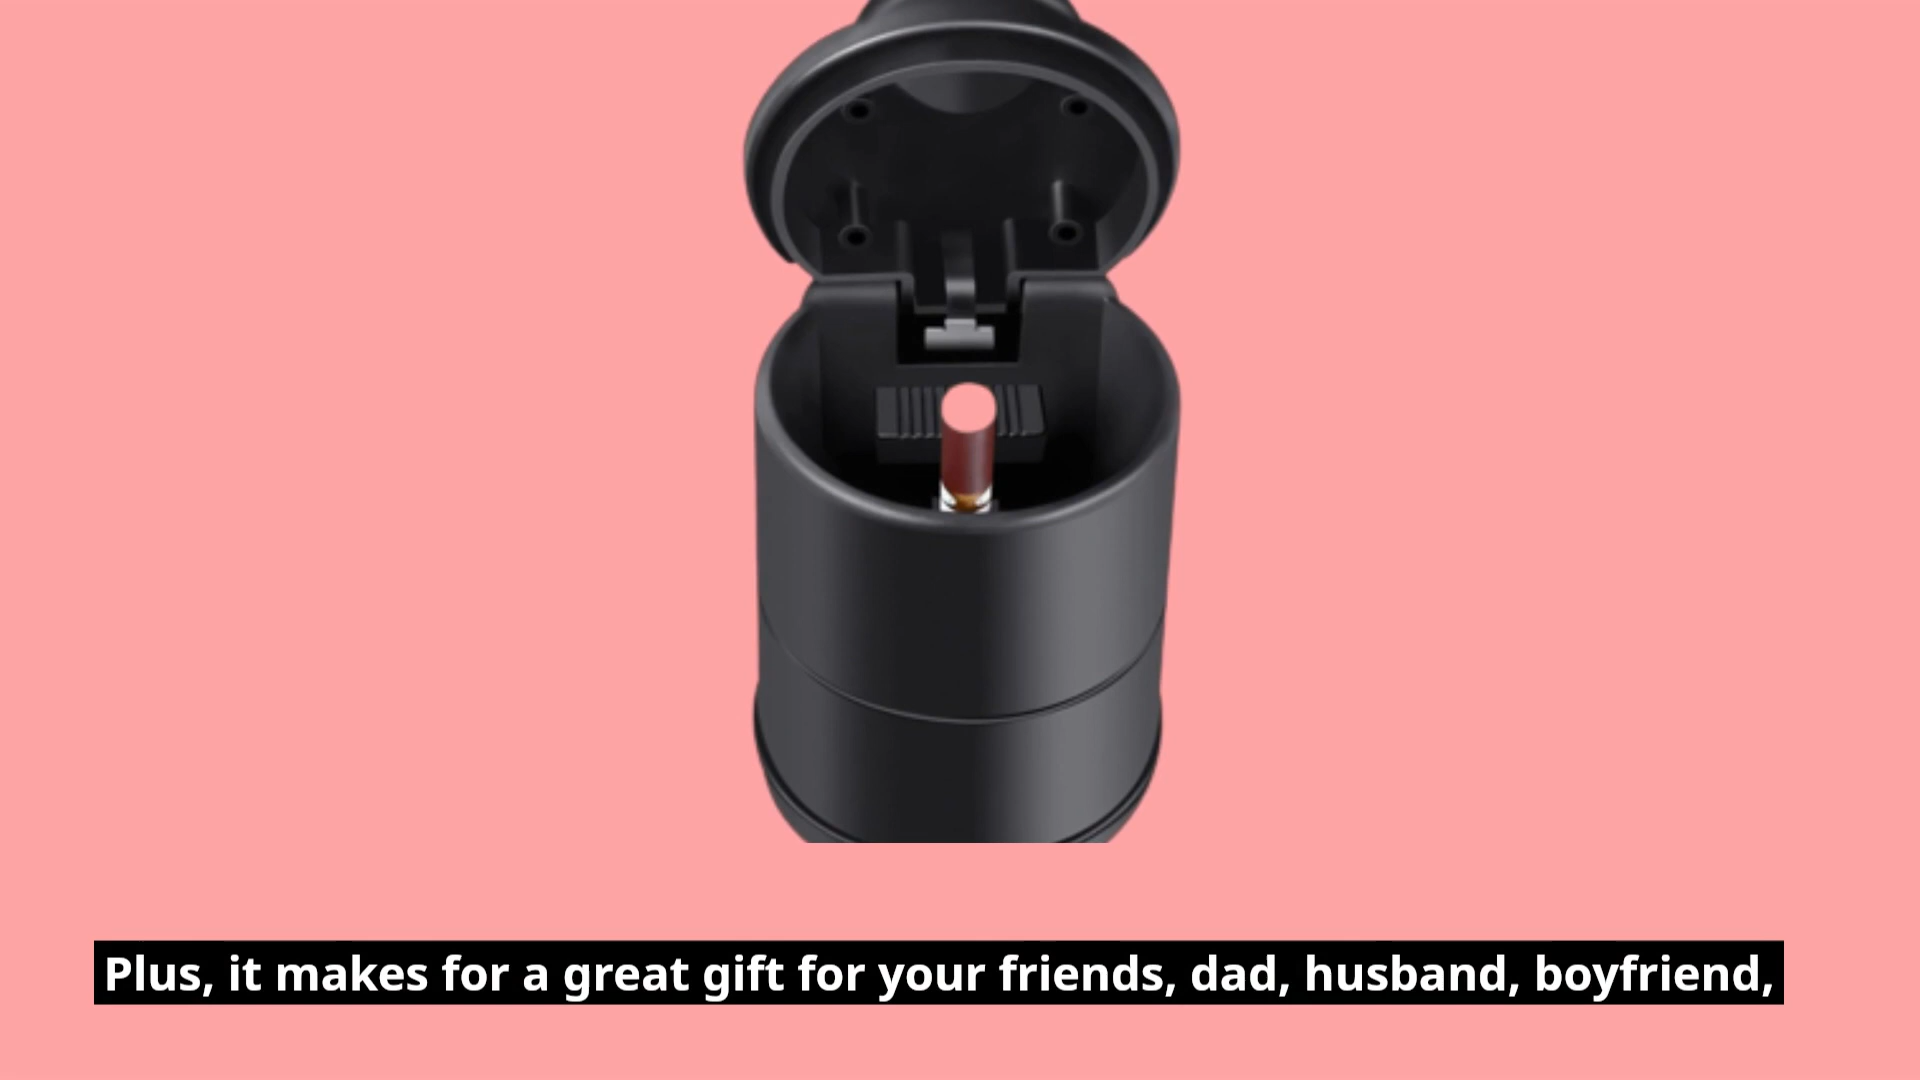 Plus, it makes for a great gift for your friends, dad, husband, boyfriend,